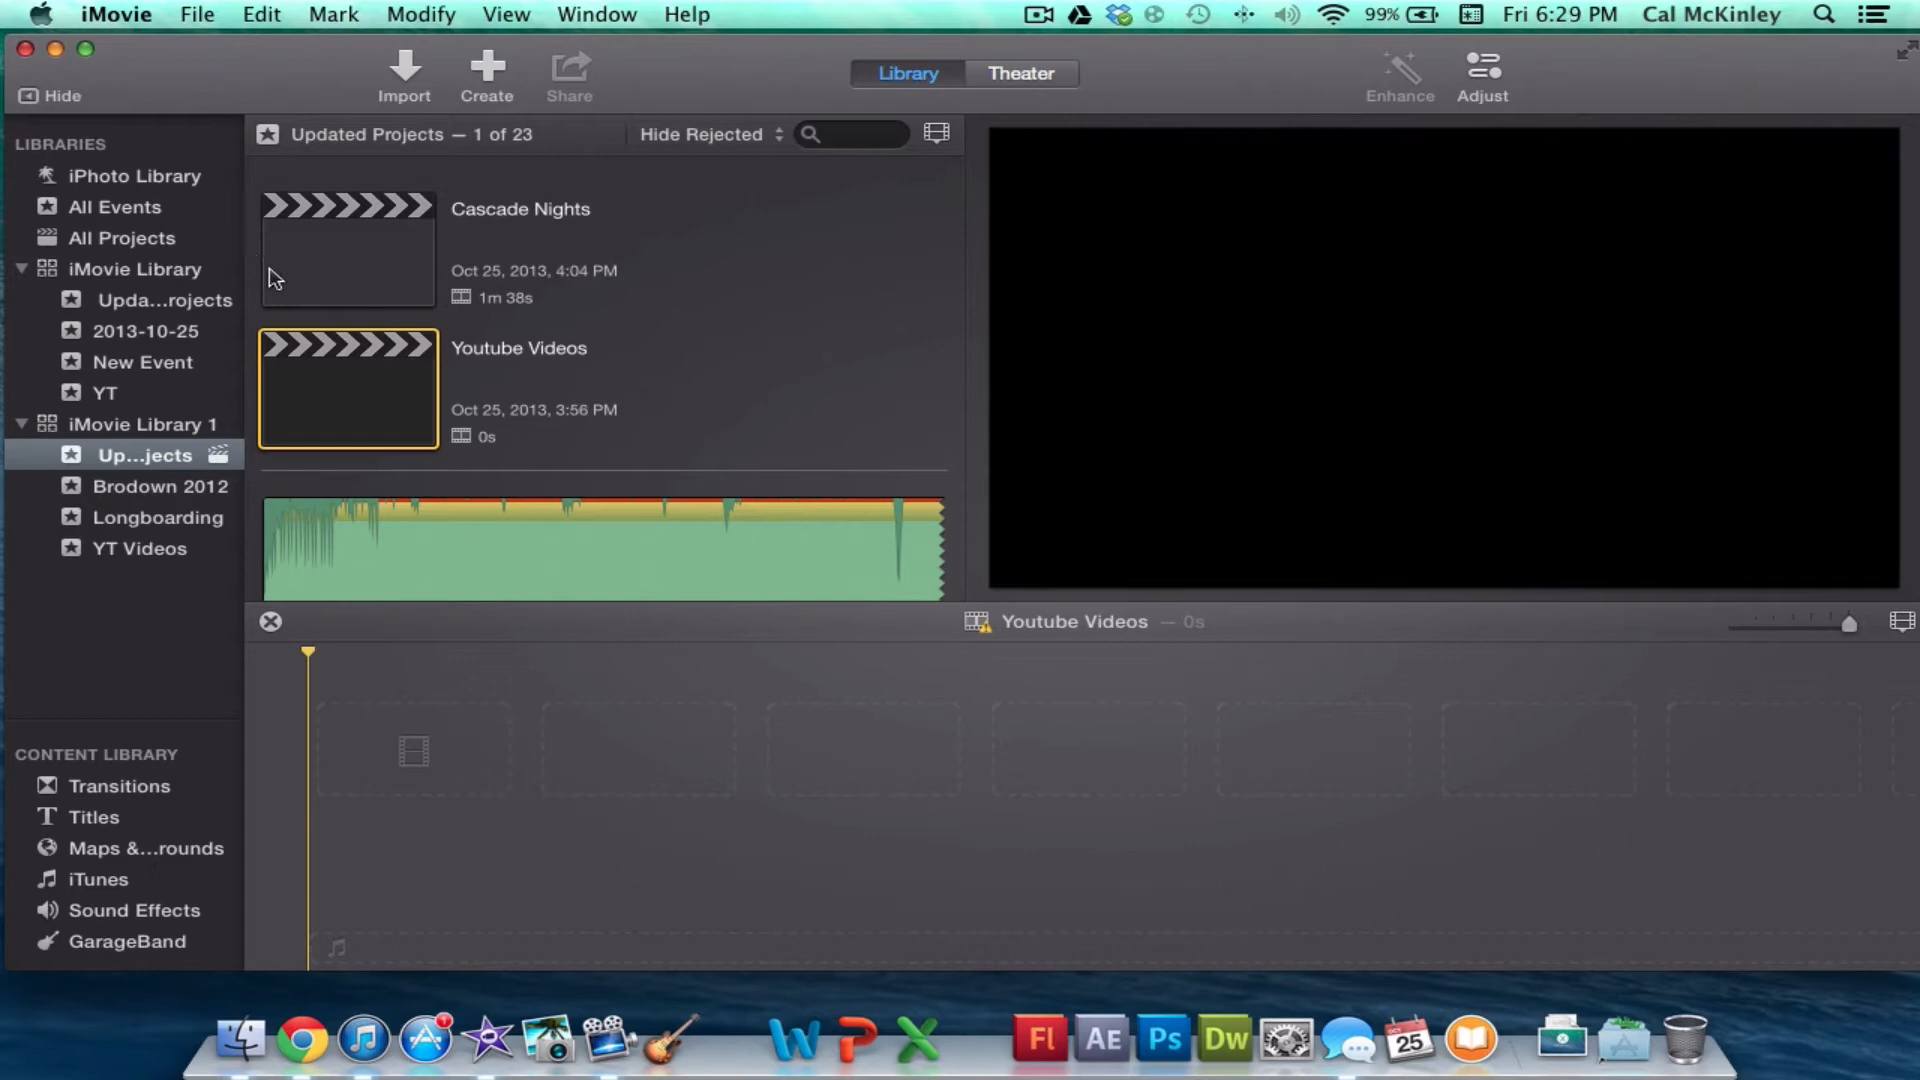 iMovie File Edit Mark Modify View Window Help 99% Fri 6:29 PM Cal McKinley
Hide
Import
Create
Share
Library
Theater
Enhance
Adjust
LIBRARIES
iPhoto Library
All Events
All Projects
iMovie Library
Upda...rojects
2013-10-25
New Event
YT
iMovie Library 1
Up...jects
Brodown 2012
Longboarding
YT Videos
CONTENT LIBRARY
Transitions
Titles
Maps &...rounds
iTunes
Sound Effects
GarageBand
Updated Projects — 1 of 23
Hide Rejected
Cascade Nights
Oct 25, 2013, 4:04 PM
1m 38s
Youtube Videos
Oct 25, 2013, 3:56 PM
0s
Youtube Videos — 0s
1
W
P
X
Fl
AE
Ps
Dw
OCT
25